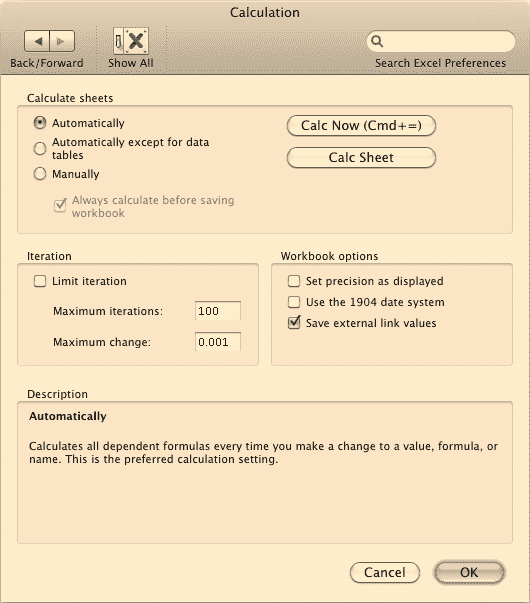 Calculation
Back/Forward
Show All
Search Excel Preferences
Calculate sheets
Automatically
Automatically except for data
tables
Manually
Always calculate before saving
workbook
Calc Now (Cmd+=)
Calc Sheet
Iteration
Limit iteration
Maximum iterations: 100
Maximum change: 0.001
Workbook options
Set precision as displayed
Use the 1904 date system
Save external link values
Description
Automatically
Calculates all dependent formulas every time you make a change to a value, formula, or
name. This is the preferred calculation setting.
Cancel
OK